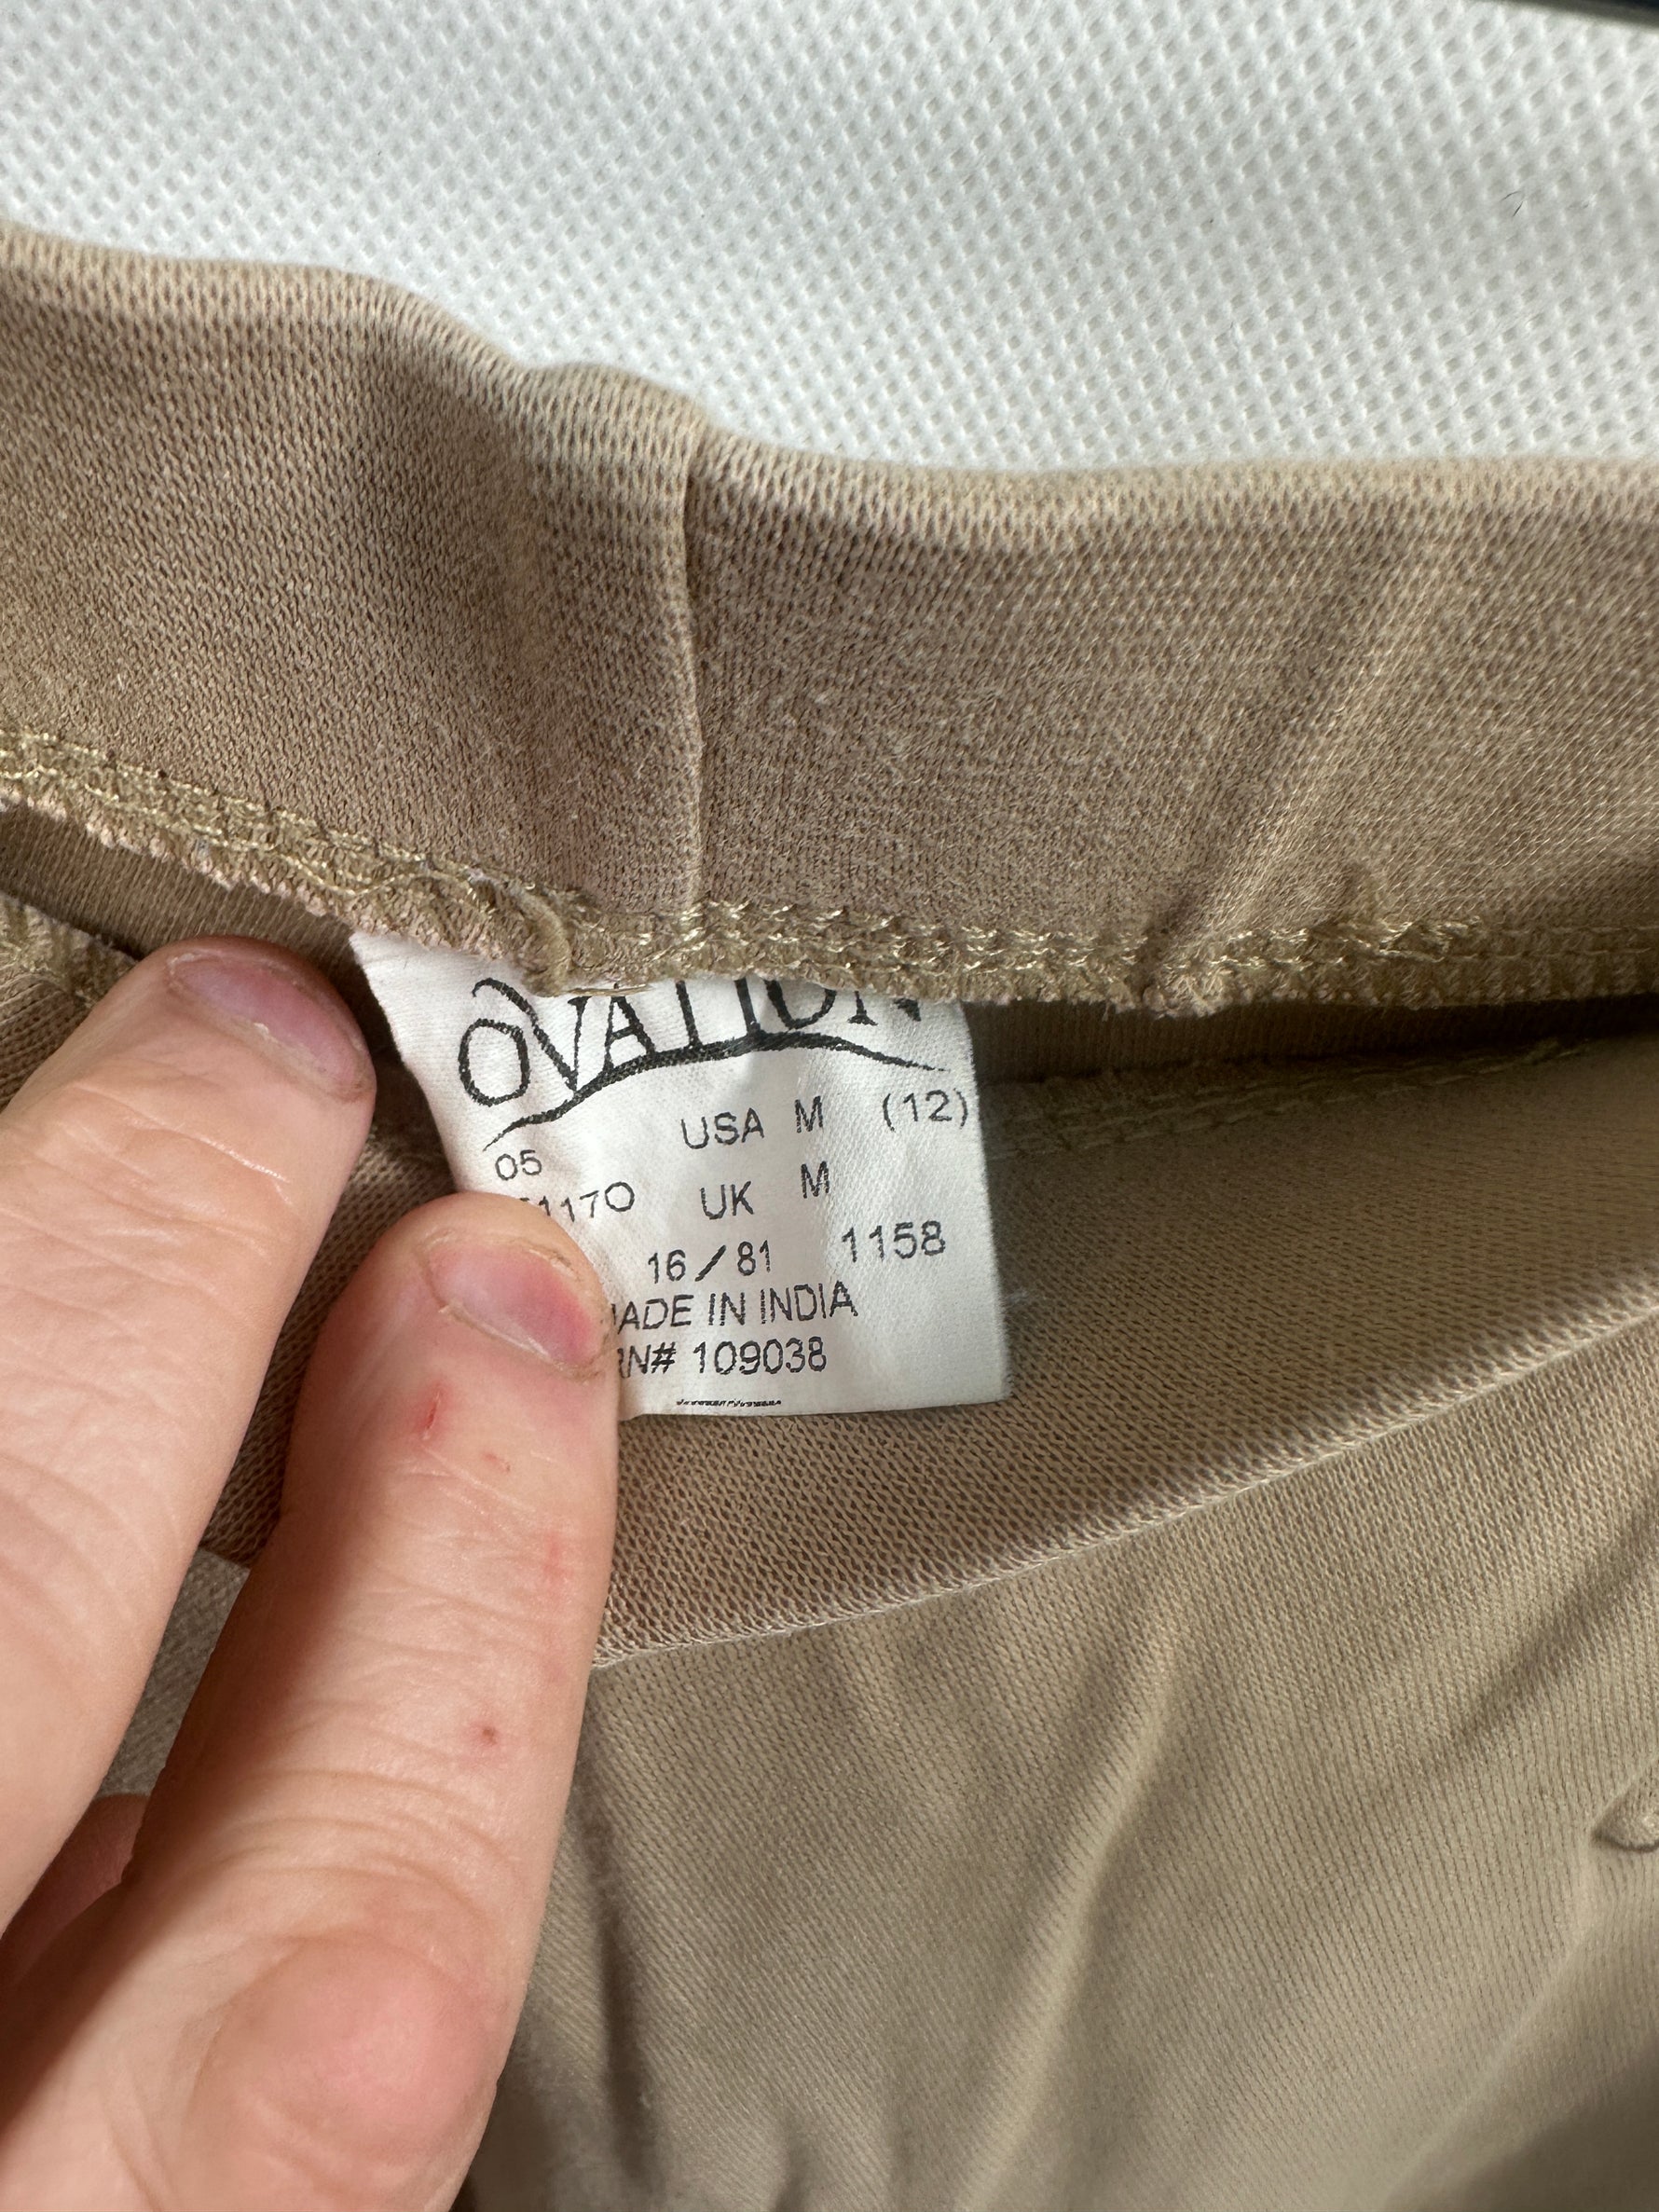 OVATION
USA M (12)
05
UK M
16/81 1158
MADE IN INDIA
RN# 109038